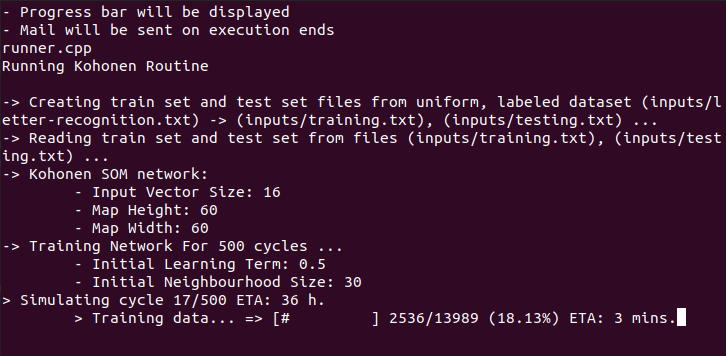 - Progress bar will be displayed
- Mail will be sent on execution ends
runner.cpp
Running Kohonen Routine
-> Creating train set and test set files from uniform, labeled dataset (inputs/l
etter-recognition.txt) -> (inputs/training.txt), (inputs/testing.txt) ...
-> Reading train set and test set from files (inputs/training.txt), (inputs/test
ing.txt) ...
-> Kohonen SOM network:
- Input Vector Size: 16
- Map Height: 60
- Map Width: 60
-> Training Network For 500 cycles ...
- Initial Learning Term: 0.5
- Initial Neighbourhood Size: 30
> Simulating cycle 17/500 ETA: 36 h.
> Training data... => [#         ] 2536/13989 (18.13%) ETA: 3 mins.